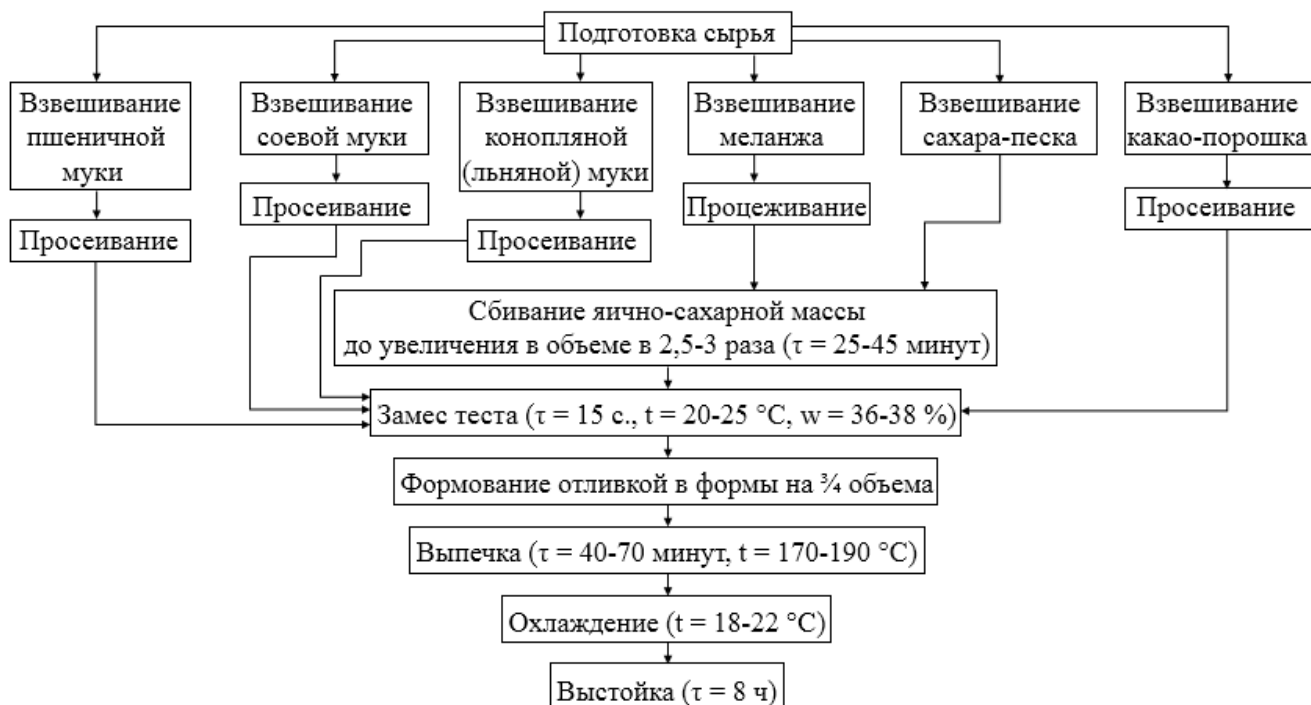 Подготовка сырья
Взвешивание
пшеничной
муки
Взвешивание
соевой муки
Взвешивание
конопляной
(льняной) муки
Взвешивание
меланжа
Взвешивание
сахара-песка
Взвешивание
какао-порошка
Просеивание
Просеивание
Просеивание
Процеживание
Просеивание
Сбивание яично-сахарной массы
до увеличения в объеме в 2,5-3 раза (τ = 25-45 минут)
Замес теста (τ = 15 с., t = 20-25 °C, w = 36-38 %)
Формование отливкой в формы на ¾ объема
Выпечка (τ = 40-70 минут, t = 170-190 °C)
Охлаждение (t = 18-22 °C)
Выстойка (τ = 8 ч)